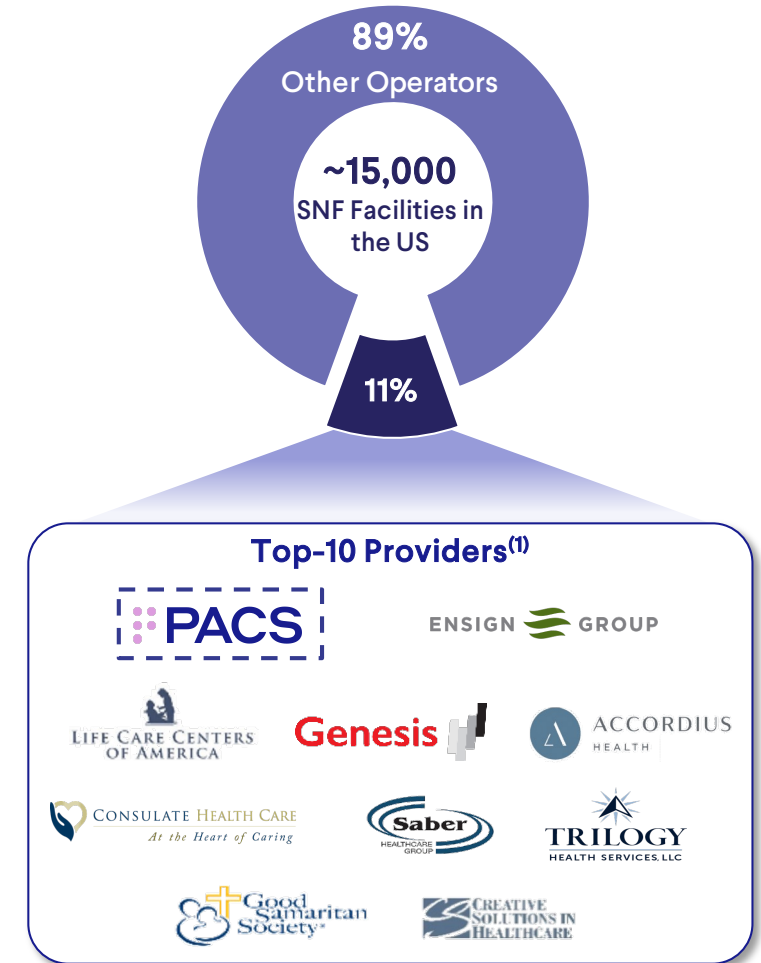 89%
Other Operators
~15,000
SNF Facilities in
the US
11%
Top-10 Providers(1)
PACS
ENSIGN GROUP
LIFE CARE CENTERS
OF AMERICA
Genesis
ACCORDIUS
HEALTH
CONSULATE HEALTH CARE
At the Heart of Caring
Saber
HEALTHCARE
GROUP
TRILOGY
HEALTH SERVICES, LLC
Good
Samaritan
Society
CREATIVE
SOLUTIONS IN
HEALTHCARE